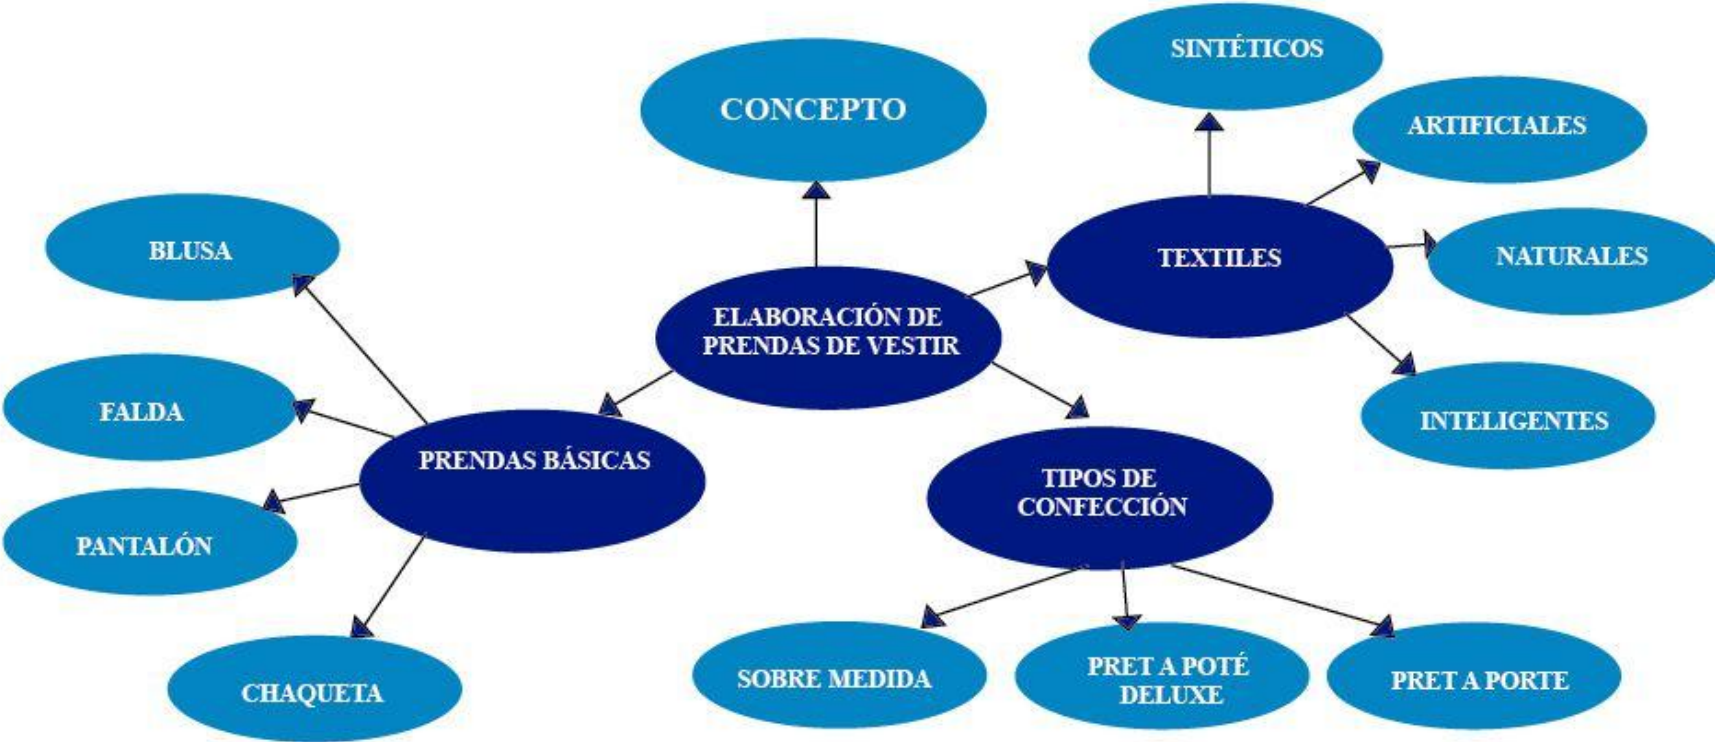 SINTÉTICOS
CONCEPTO
ARTIFICIALES
BLUSA
TEXTILES
NATURALES
ELABORACIÓN DE
PRENDAS DE VESTIR
FALDA
INTELIGENTES
PRENDAS BÁSICAS
TIPOS DE
CONFECCIÓN
PANTALÓN
CHAQUETA
SOBRE MEDIDA
PRET A POTÉ
DELUXE
PRET A PORTE